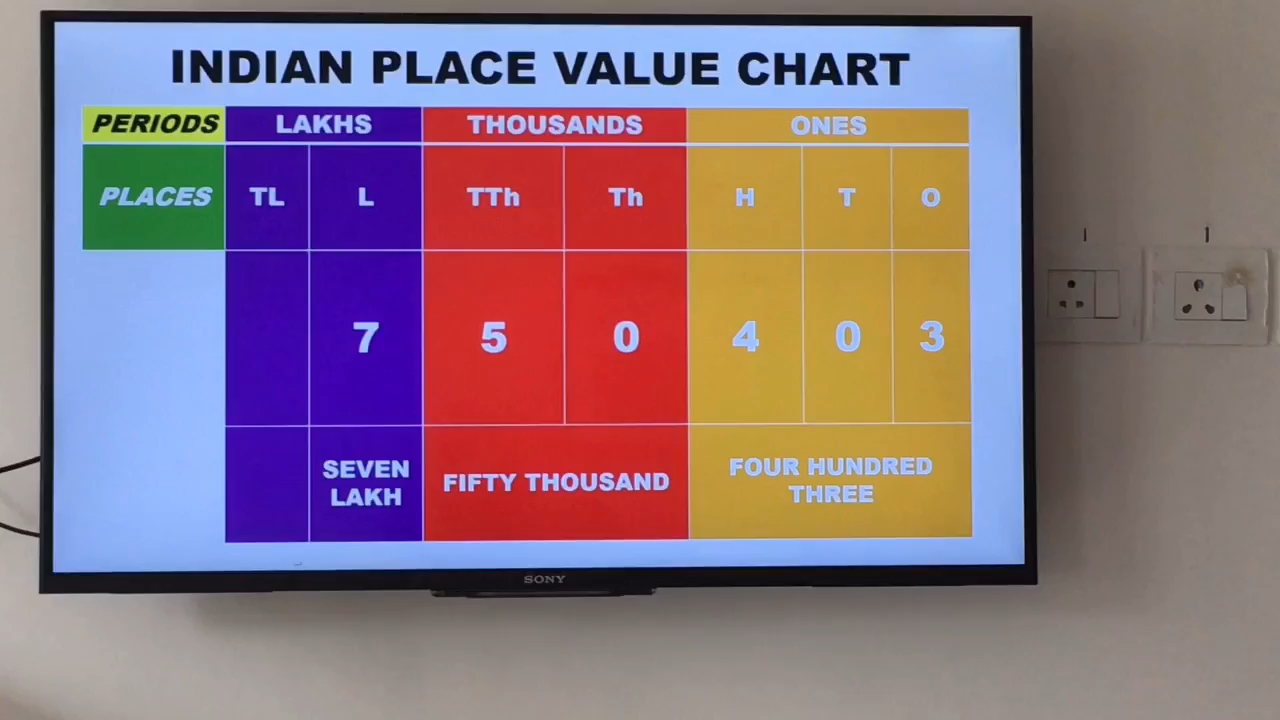 INDIAN PLACE VALUE CHART
PERIODS LAKHS THOUSANDS ONES
PLACES TL L TTh Th H T O
7 5 0 4 0 3
SEVEN LAKH FIFTY THOUSAND FOUR HUNDRED THREE
SONY